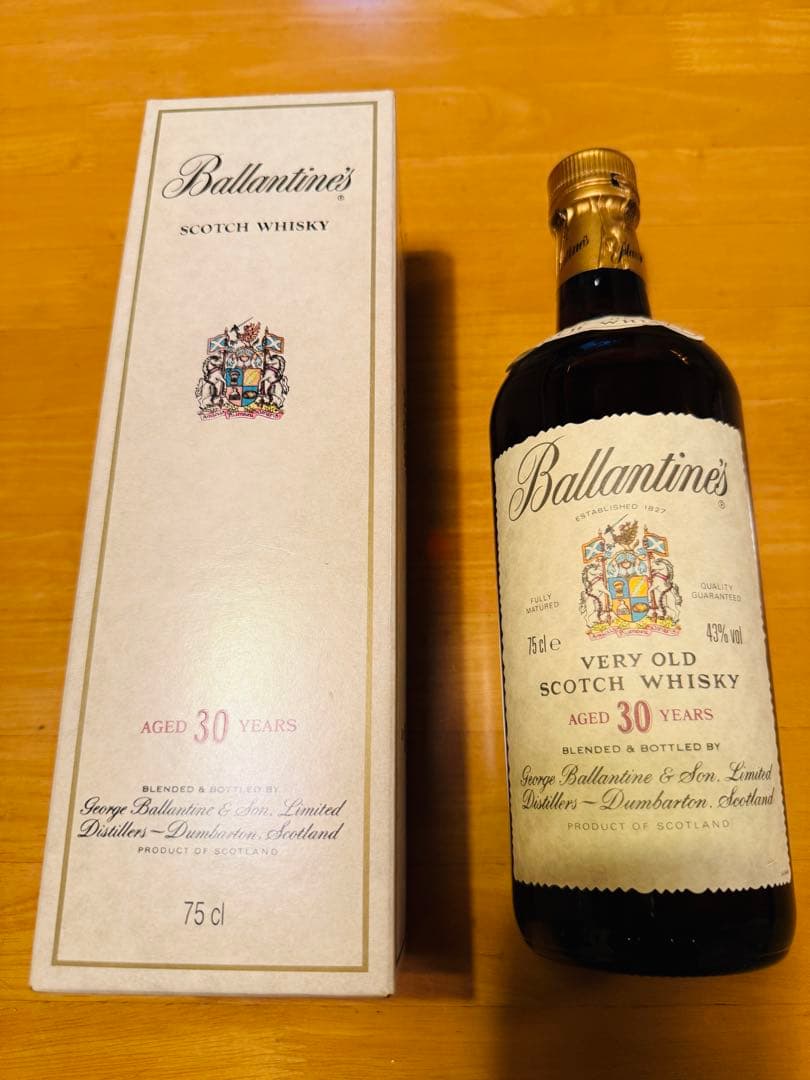 Ballantine's
®
SCOTCH WHISKY
AGED 30 YEARS
BLENDED & BOTTLED BY
George Ballantine & Son, Limited
Distillers — Dumbarton, Scotland
PRODUCT OF SCOTLAND
75 cl
Ballantine's
®
ESTABLISHED 1827
FULLY
MATURED
QUALITY
GUARANTEED
75 cl e
43% vol
VERY OLD
SCOTCH WHISKY
AGED 30 YEARS
BLENDED & BOTTLED BY
George Ballantine & Son, Limited
Distillers — Dumbarton, Scotland
PRODUCT OF SCOTLAND